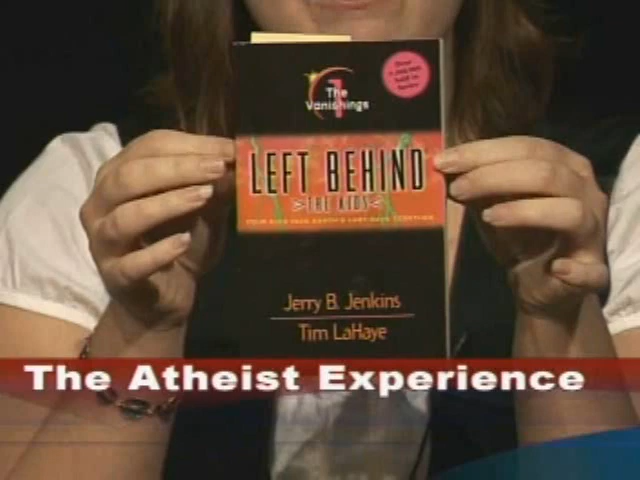 1
The
Vanishings
LEFT BEHIND
>THE KIDS<
Jerry B. Jenkins
Tim LaHaye
The Atheist Experience